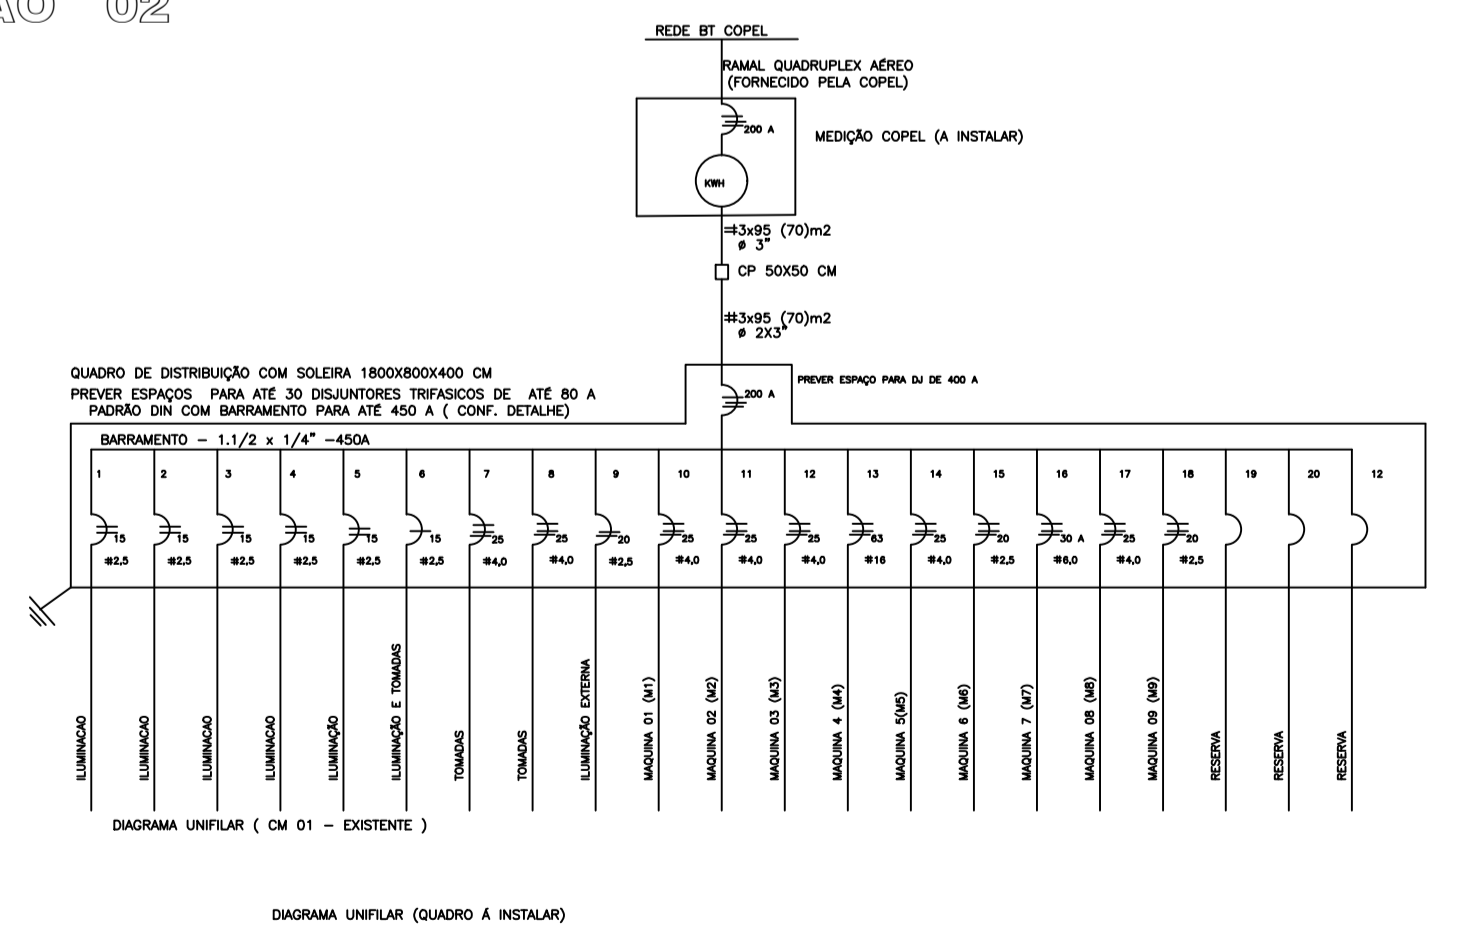 ÃO 02
REDE BT COPEL
RAMAL QUADRUPLEX AÉREO
(FORNECIDO PELA COPEL)
200 A
MEDIÇÃO COPEL (A INSTALAR)
KWH
#3x95 (70)m2
ø 3"
CP 50X50 CM
#3x95 (70)m2
ø 2X3"
QUADRO DE DISTRIBUIÇÃO COM SOLEIRA 1800X800X400 CM
PREVER ESPAÇOS PARA ATÉ 30 DISJUNTORES TRIFASICOS DE ATÉ 80 A
PADRÃO DIN COM BARRAMENTO PARA ATÉ 450 A ( CONF. DETALHE)
PREVER ESPAÇO PARA DJ DE 400 A
200 A
BARRAMENTO - 1.1/2 x 1/4" -450A
1 2 3 4 5 6 7 8 9 10 11 12 13 14 15 16 17 18 19 20 12
15 15 15 15 15 15 25 25 20 25 25 25 63 25 20 30 A 25 20
#2,5 #2,5 #2,5 #2,5 #2,5 #2,5 #4,0 #4,0 #2,5 #4,0 #4,0 #4,0 #16 #4,0 #2,5 #6,0 #4,0 #2,5
ILUMINACAO
ILUMINACAO
ILUMINACAO
ILUMINACAO
ILUMINAÇÃO
ILUMINAÇÃO E TOMADAS
TOMADAS
TOMADAS
ILUMINAÇÃO EXTERNA
MAQUINA 01 (M1)
MAQUINA 02 (M2)
MAQUINA 03 (M3)
MAQUINA 4 (M4)
MAQUINA 5(M5)
MAQUINA 6 (M6)
MAQUINA 7 (M7)
MAQUINA 08 (M8)
MAQUINA 09 (M9)
RESERVA
RESERVA
RESERVA
DIAGRAMA UNIFILAR ( CM 01 - EXISTENTE )
DIAGRAMA UNIFILAR (QUADRO Á INSTALAR)